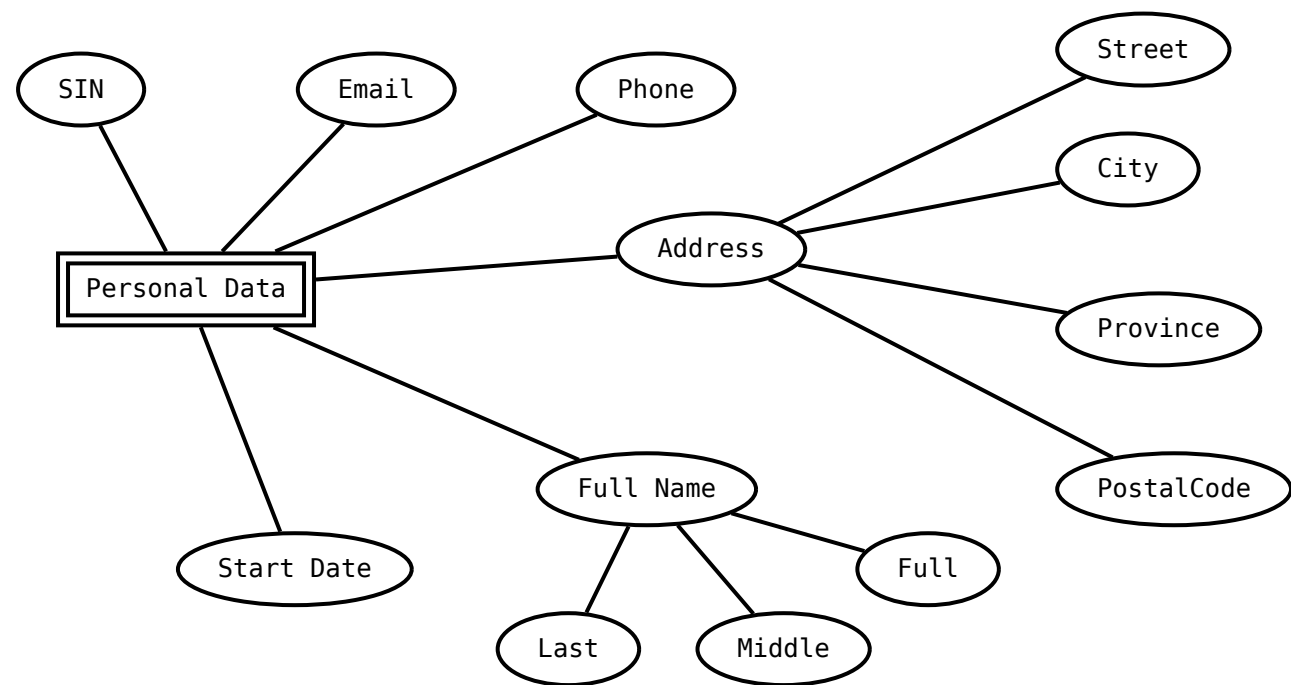 Street
SIN
Email
Phone
City
Address
Personal Data
Province
Full Name
PostalCode
Start Date
Full
Last
Middle